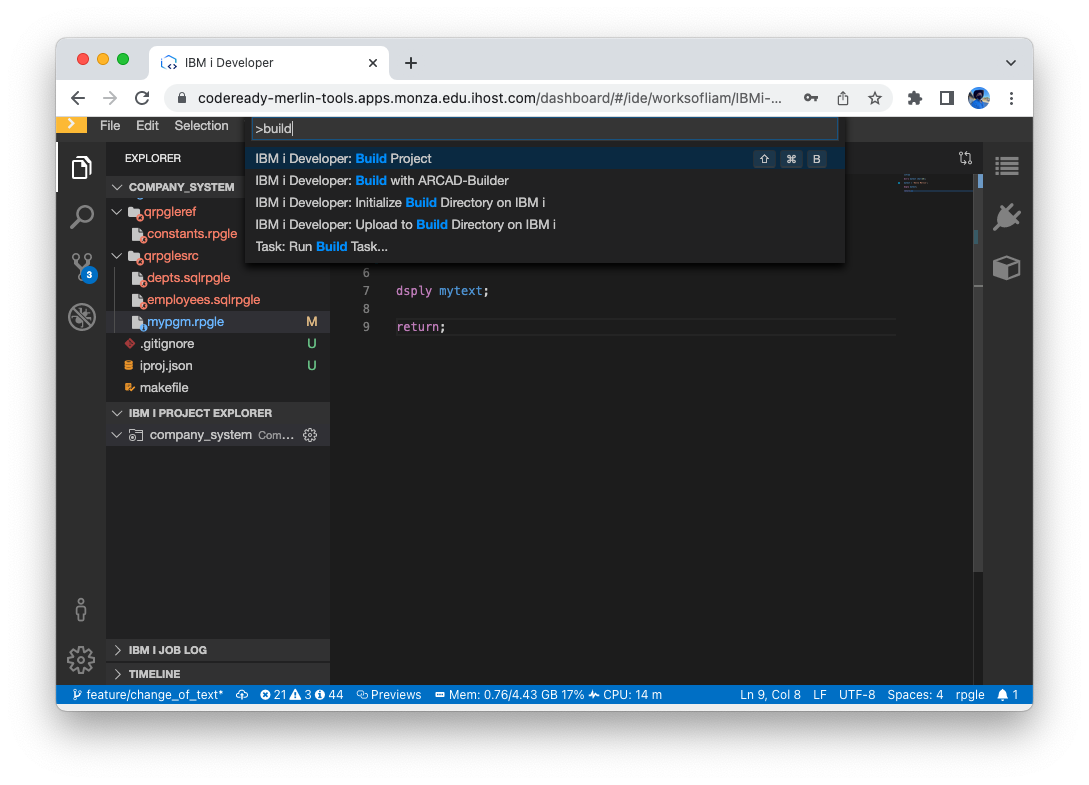 IBM i Developer
codeready-merlin-tools.apps.monza.edu.ihost.com/dashboard/#/ide/worksofliam/IBMi-...
File Edit Selection
>build
EXPLORER
IBM i Developer: Build Project ⇧ ⌘ B
IBM i Developer: Build with ARCAD-Builder
IBM i Developer: Initialize Build Directory on IBM i
IBM i Developer: Upload to Build Directory on IBM i
Task: Run Build Task...
COMPANY_SYSTEM
qrpgleref
constants.rpgle
qrpglesrc
depts.sqlrpgle
employees.sqlrpgle
mypgm.rpgle M
.gitignore U
iproj.json U
makefile
IBM I PROJECT EXPLORER
company_system Com...
IBM I JOB LOG
TIMELINE
6
7 dsply mytext;
8
9 return;
3
feature/change_of_text* 21 3 44 Previews Mem: 0.76/4.43 GB 17% CPU: 14 m Ln 9, Col 8 LF UTF-8 Spaces: 4 rpgle 1